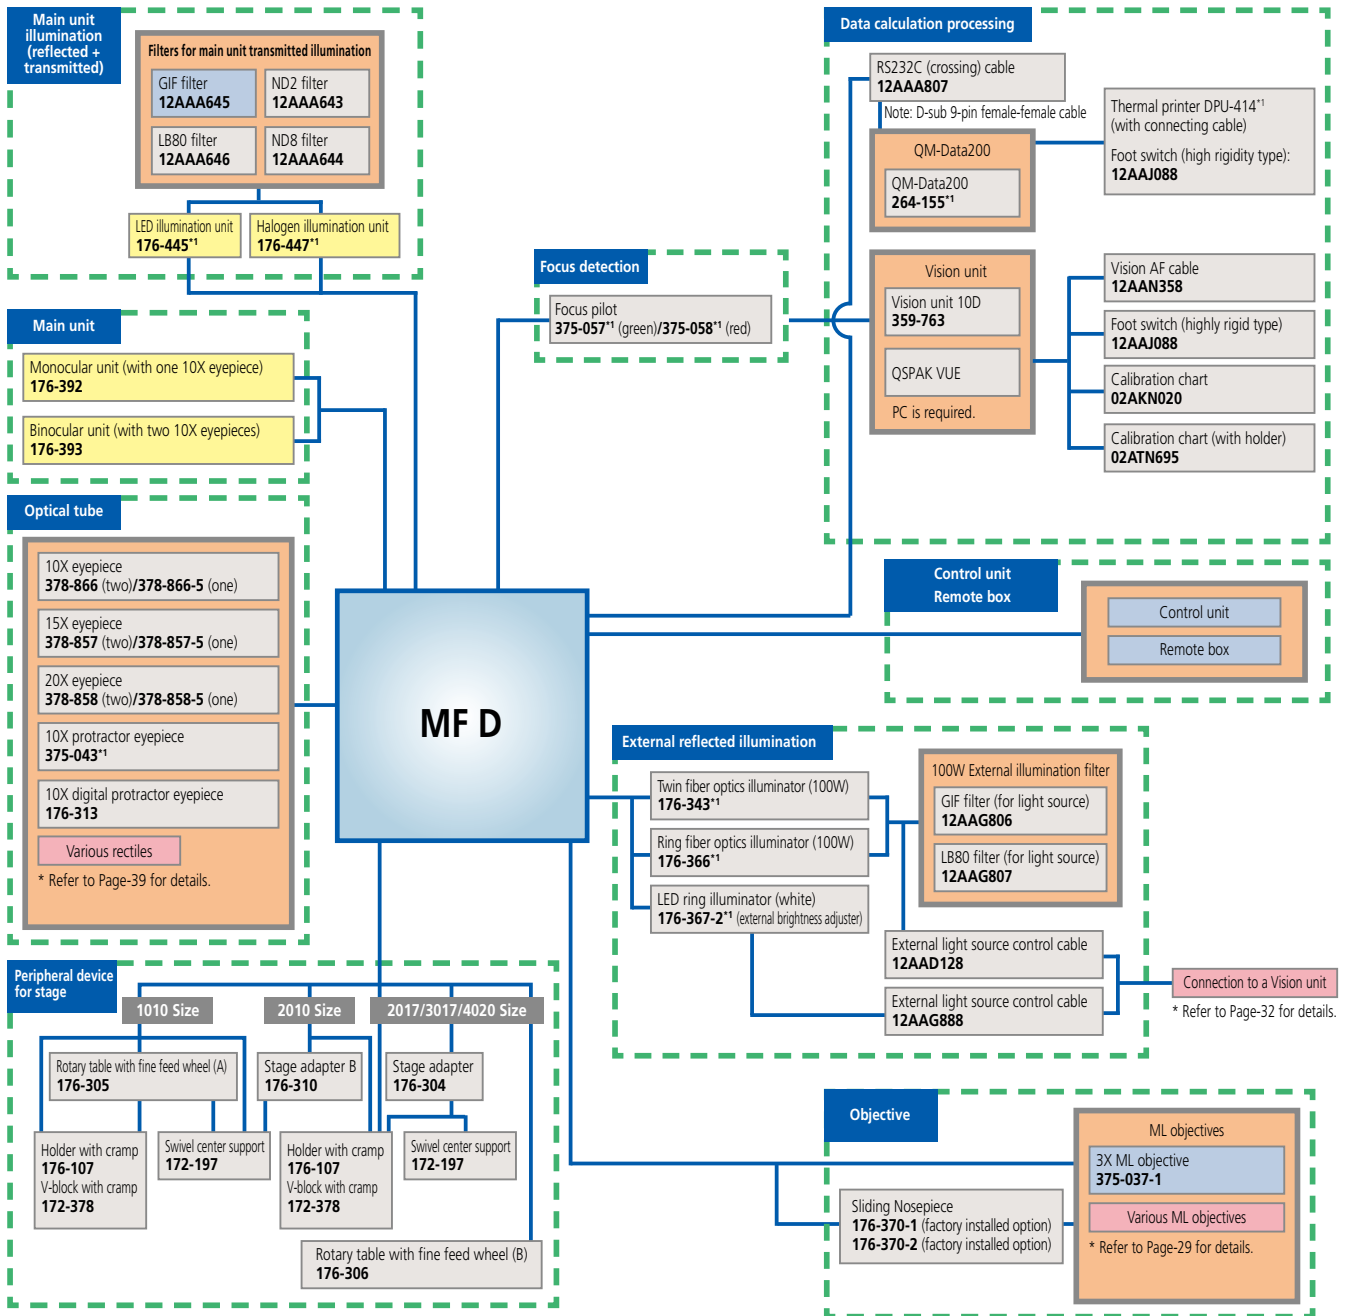 Main unit
illumination
(reflected +
transmitted)
Filters for main unit transmitted illumination
GIF filter
12AAA645
ND2 filter
12AAA643
LB80 filter
12AAA646
ND8 filter
12AAA644
LED illumination unit
176-445*1
Halogen illumination unit
176-447*1
Main unit
Monocular unit (with one 10X eyepiece)
176-392
Binocular unit (with two 10X eyepieces)
176-393
Optical tube
10X eyepiece
378-866 (two)/378-866-5 (one)
15X eyepiece
378-857 (two)/378-857-5 (one)
20X eyepiece
378-858 (two)/378-858-5 (one)
10X protractor eyepiece
375-043*1
10X digital protractor eyepiece
176-313
Various rectiles
* Refer to Page-39 for details.
Focus detection
Focus pilot
375-057*1 (green)/375-058*1 (red)
Data calculation processing
RS232C (crossing) cable
12AAA807
Note: D-sub 9-pin female-female cable
QM-Data200
QM-Data200
264-155*1
Thermal printer DPU-414*1
(with connecting cable)
Foot switch (high rigidity type):
12AAJ088
Vision unit
Vision unit 10D
359-763
QSPAK VUE
PC is required.
Vision AF cable
12AAN358
Foot switch (highly rigid type)
12AAJ088
Calibration chart
02AKN020
Calibration chart (with holder)
02ATN695
Control unit
Remote box
Control unit
Remote box
MF D
External reflected illumination
Twin fiber optics illuminator (100W)
176-343*1
Ring fiber optics illuminator (100W)
176-366*1
LED ring illuminator (white)
176-367-2*1 (external brightness adjuster)
100W External illumination filter
GIF filter (for light source)
12AAG806
LB80 filter (for light source)
12AAG807
External light source control cable
12AAD128
External light source control cable
12AAG888
Connection to a Vision unit
* Refer to Page-32 for details.
Peripheral device
for stage
1010 Size
2010 Size
2017/3017/4020 Size
Rotary table with fine feed wheel (A)
176-305
Stage adapter B
176-310
Stage adapter
176-304
Holder with cramp
176-107
V-block with cramp
172-378
Swivel center support
172-197
Holder with cramp
176-107
V-block with cramp
172-378
Swivel center support
172-197
Rotary table with fine feed wheel (B)
176-306
Objective
Sliding Nosepiece
176-370-1 (factory installed option)
176-370-2 (factory installed option)
ML objectives
3X ML objective
375-037-1
Various ML objectives
* Refer to Page-29 for details.